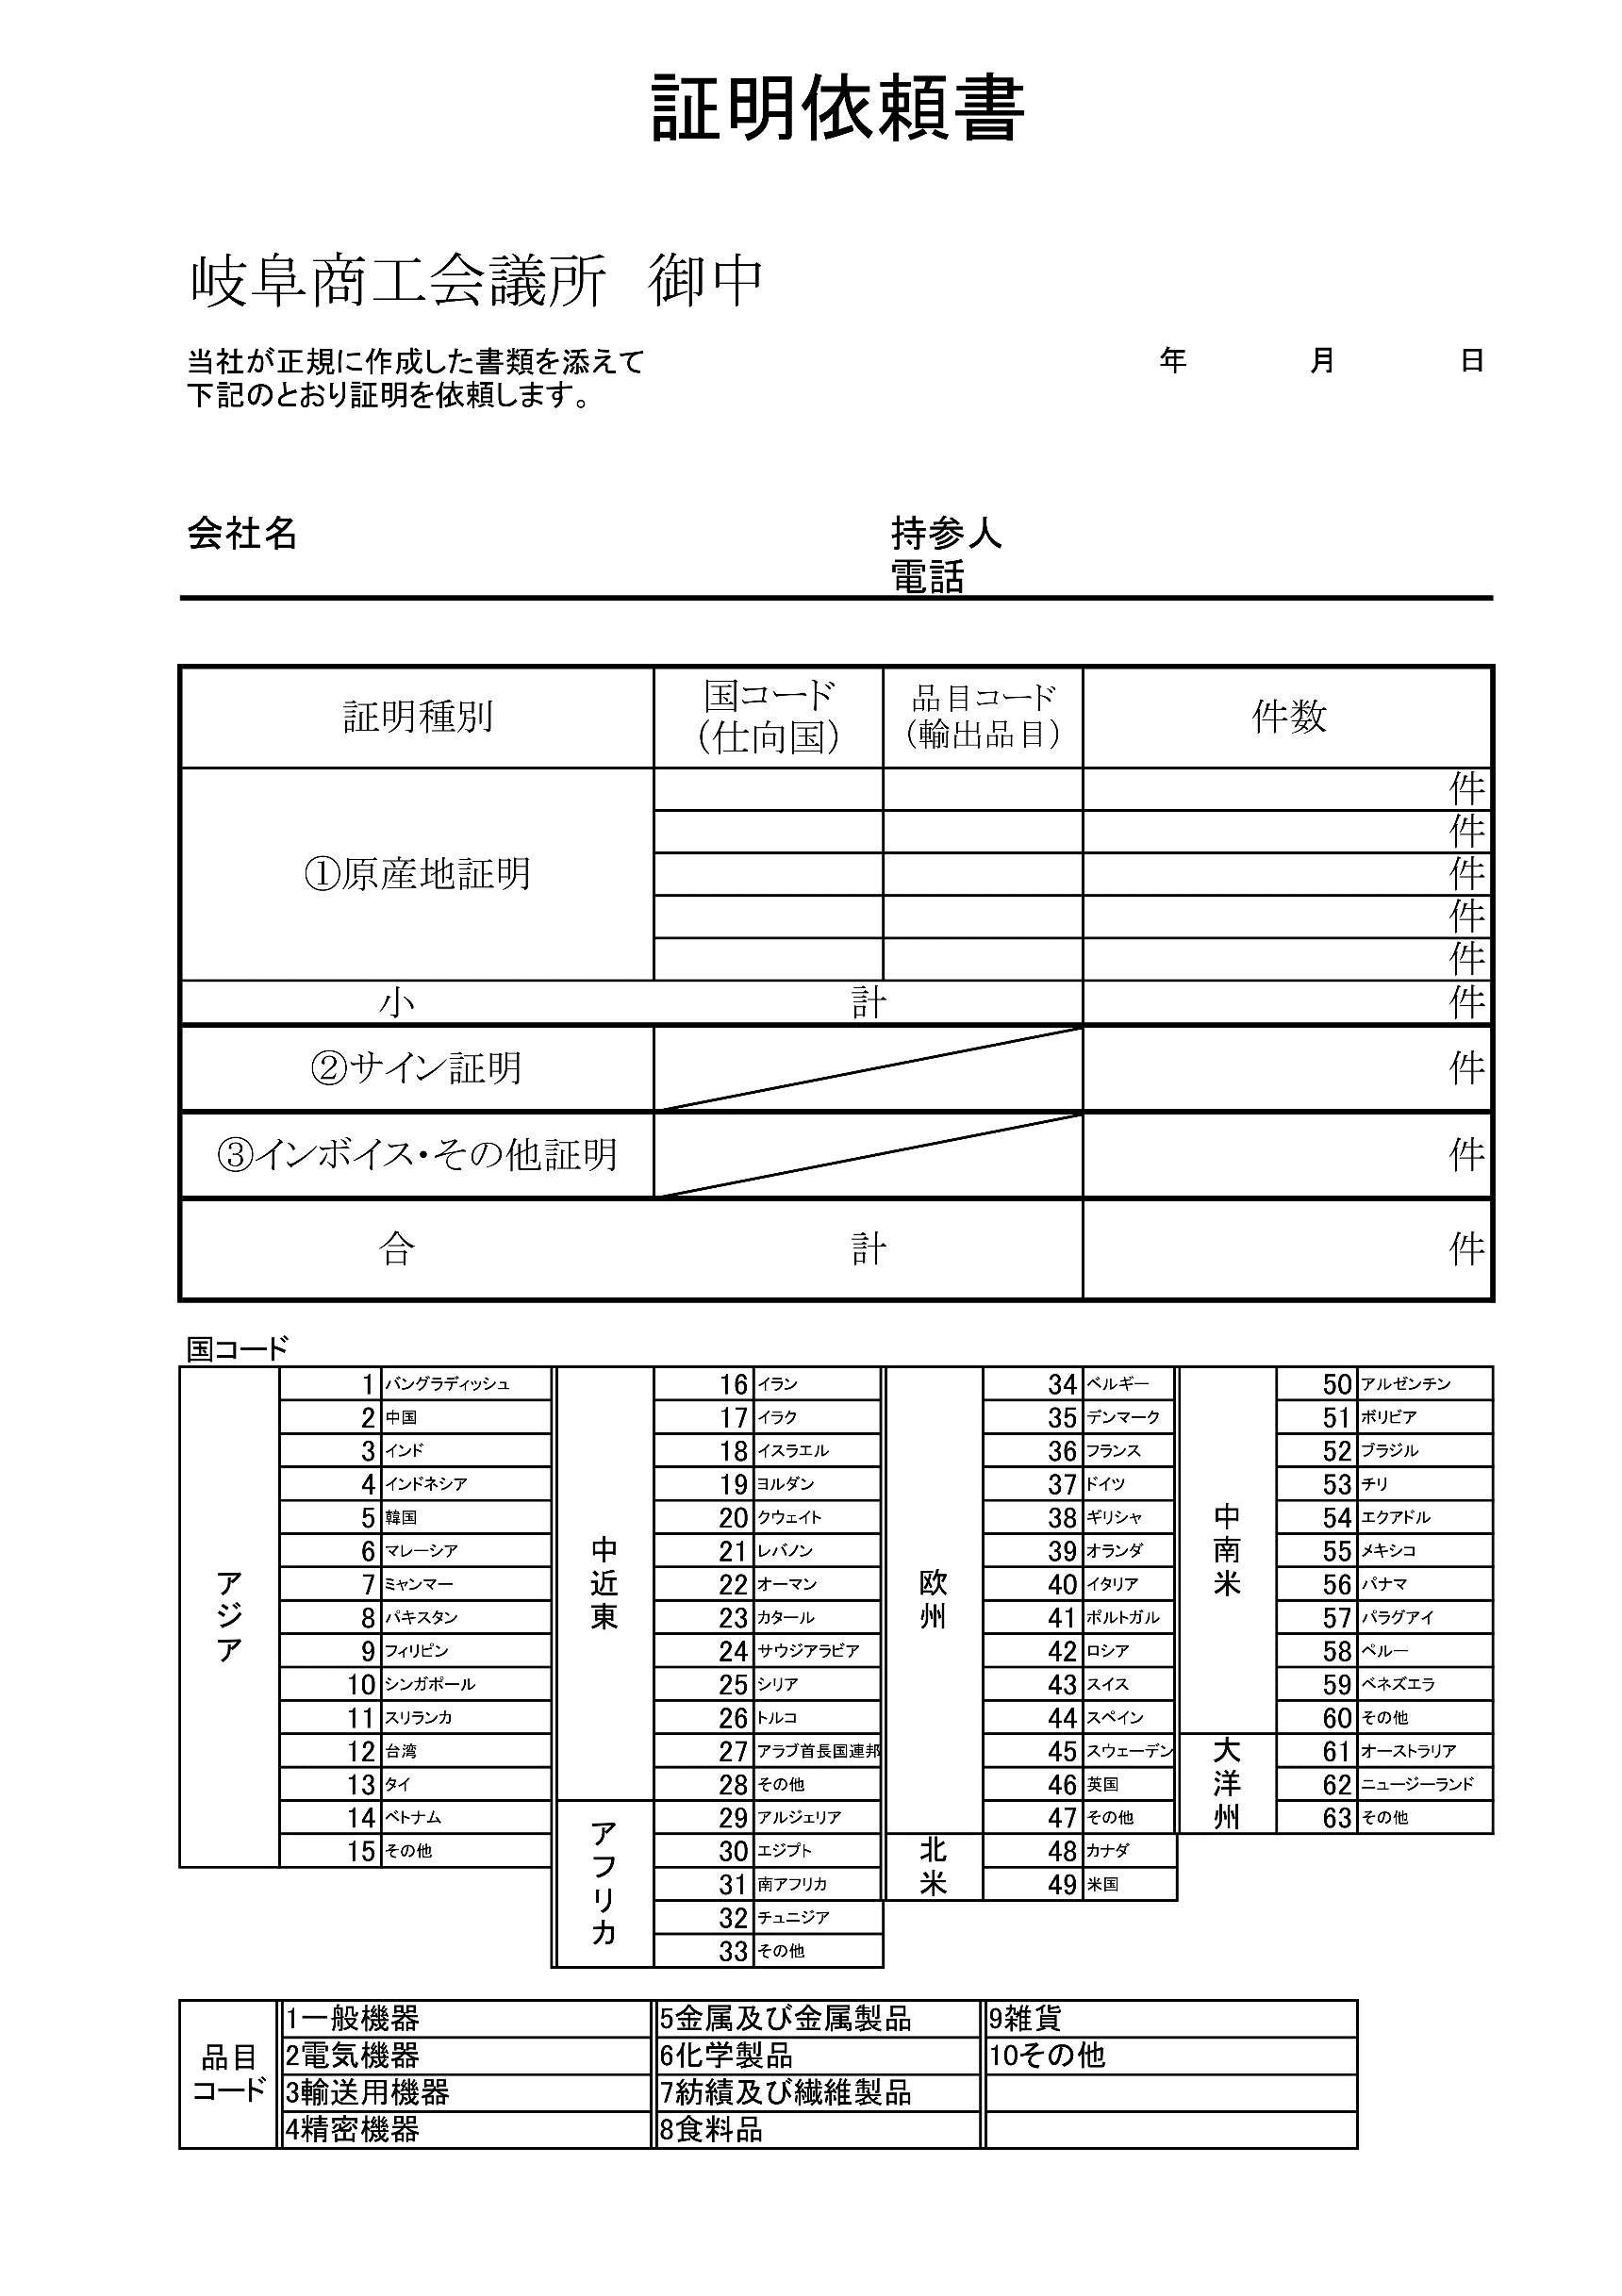 証明依頼書
岐阜商工会議所 御中
当社が正規に作成した書類を添えて
下記のとおり証明を依頼します。
年 月 日
会社名
持参人
電話
証明種別 国コード（仕向国） 品目コード（輸出品目） 件数
①原産地証明
件
件
件
件
件
小 計 件
②サイン証明 件
③インボイス・その他証明 件
合 計 件
国コード
アジア
1 バングラディッシュ
2 中国
3 インド
4 インドネシア
5 韓国
6 マレーシア
7 ミャンマー
8 パキスタン
9 フィリピン
10 シンガポール
11 スリランカ
12 台湾
13 タイ
14 ベトナム
15 その他
中近東
16 イラン
17 イラク
18 イスラエル
19 ヨルダン
20 クウェイト
21 レバノン
22 オーマン
23 カタール
24 サウジアラビア
25 シリア
26 トルコ
27 アラブ首長国連邦
28 その他
アフリカ
29 アルジェリア
30 エジプト
31 南アフリカ
32 チュニジア
33 その他
欧州
34 ベルギー
35 デンマーク
36 フランス
37 ドイツ
38 ギリシャ
39 オランダ
40 イタリア
41 ポルトガル
42 ロシア
43 スイス
44 スペイン
45 スウェーデン
46 英国
47 その他
北米
48 カナダ
49 米国
中南米
50 アルゼンチン
51 ボリビア
52 ブラジル
53 チリ
54 エクアドル
55 メキシコ
56 パナマ
57 パラグアイ
58 ペルー
59 ベネズエラ
60 その他
大洋州
61 オーストラリア
62 ニュージーランド
63 その他
品目コード
1一般機器
2電気機器
3輸送用機器
4精密機器
5金属及び金属製品
6化学製品
7紡績及び繊維製品
8食料品
9雑貨
10その他